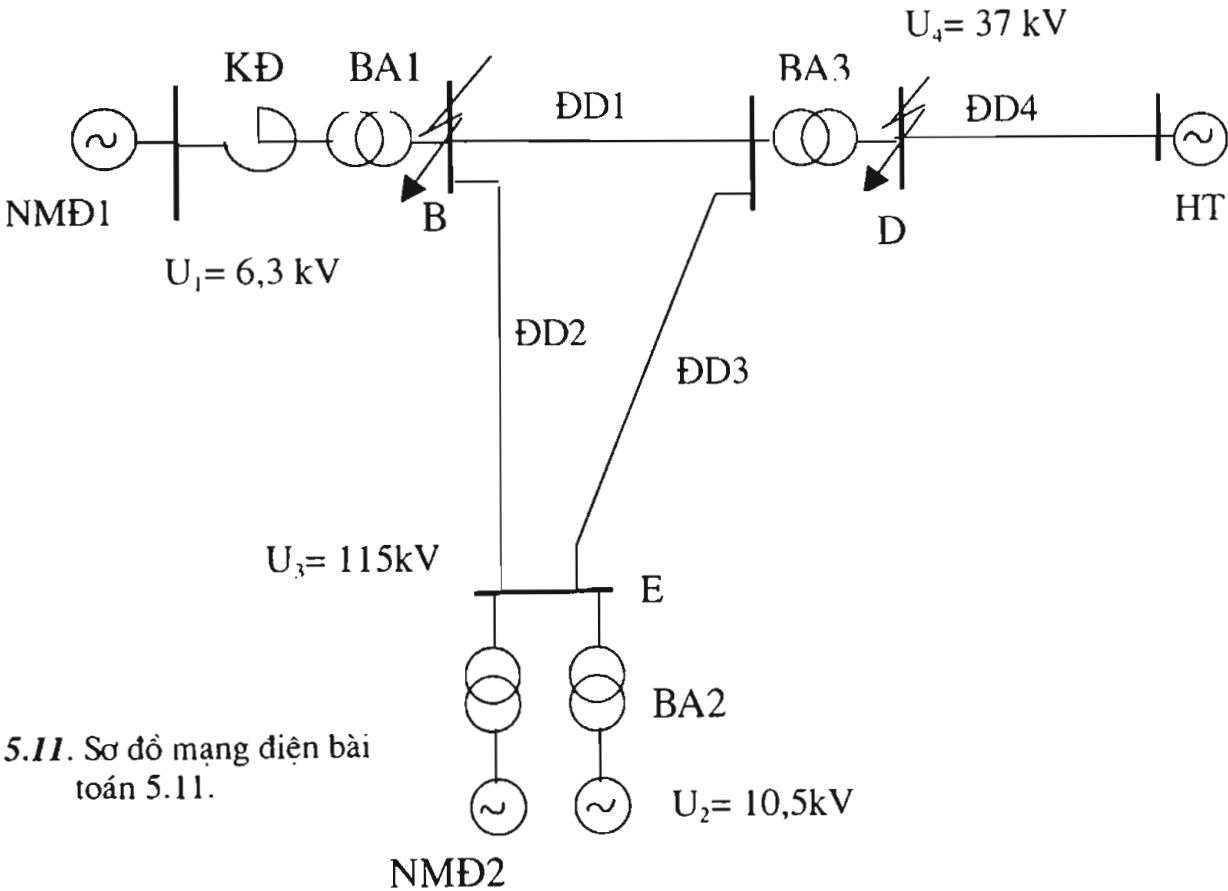 U₄= 37 kV
KĐ
BA1
BA3
ĐD1
ĐD4
NMĐ1
B
D
HT
U₁= 6,3 kV
ĐD2
ĐD3
U₃= 115kV
E
BA2
5.11. Sơ đồ mạng điện bài
toán 5.11.
U₂= 10,5kV
NMĐ2